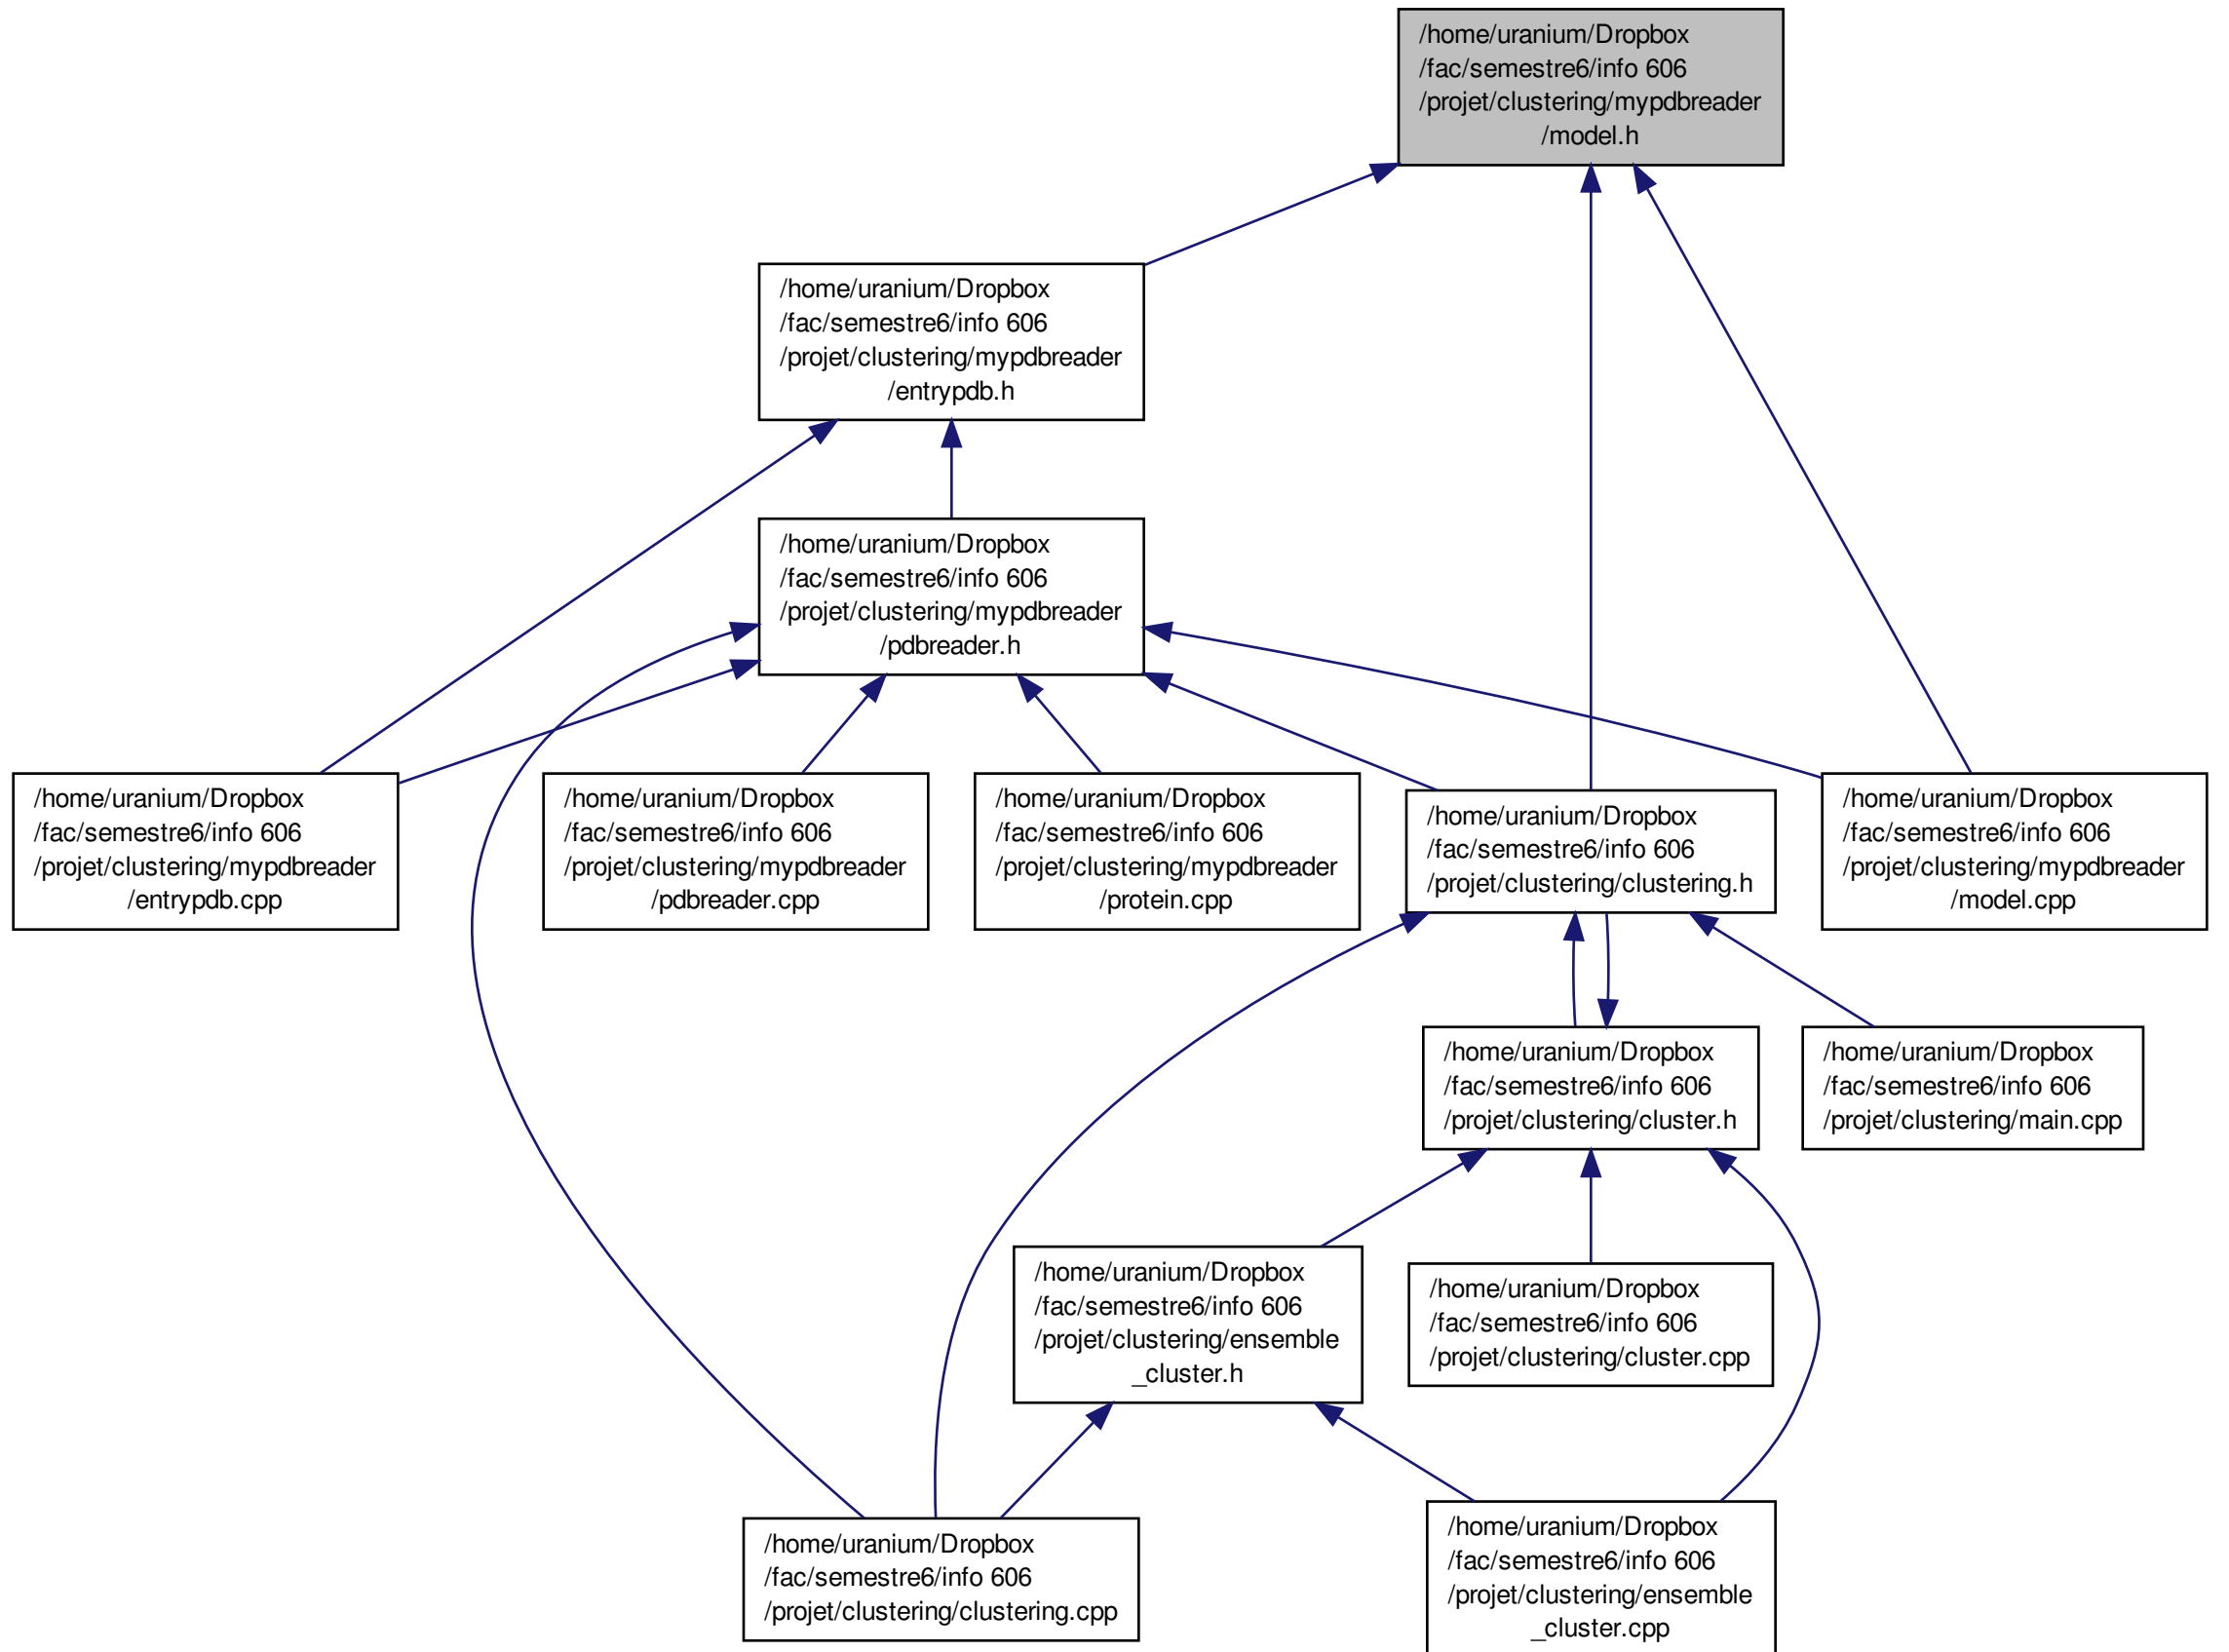 /home/uranium/Dropbox
/fac/semestre6/info 606
/projet/clustering/mypdbreader
/model.h
/home/uranium/Dropbox
/fac/semestre6/info 606
/projet/clustering/mypdbreader
/entrypdb.h
/home/uranium/Dropbox
/fac/semestre6/info 606
/projet/clustering/mypdbreader
/pdbreader.h
/home/uranium/Dropbox
/fac/semestre6/info 606
/projet/clustering/mypdbreader
/entrypdb.cpp
/home/uranium/Dropbox
/fac/semestre6/info 606
/projet/clustering/mypdbreader
/pdbreader.cpp
/home/uranium/Dropbox
/fac/semestre6/info 606
/projet/clustering/mypdbreader
/protein.cpp
/home/uranium/Dropbox
/fac/semestre6/info 606
/projet/clustering/clustering.h
/home/uranium/Dropbox
/fac/semestre6/info 606
/projet/clustering/mypdbreader
/model.cpp
/home/uranium/Dropbox
/fac/semestre6/info 606
/projet/clustering/cluster.h
/home/uranium/Dropbox
/fac/semestre6/info 606
/projet/clustering/main.cpp
/home/uranium/Dropbox
/fac/semestre6/info 606
/projet/clustering/ensemble
_cluster.h
/home/uranium/Dropbox
/fac/semestre6/info 606
/projet/clustering/cluster.cpp
/home/uranium/Dropbox
/fac/semestre6/info 606
/projet/clustering/clustering.cpp
/home/uranium/Dropbox
/fac/semestre6/info 606
/projet/clustering/ensemble
_cluster.cpp